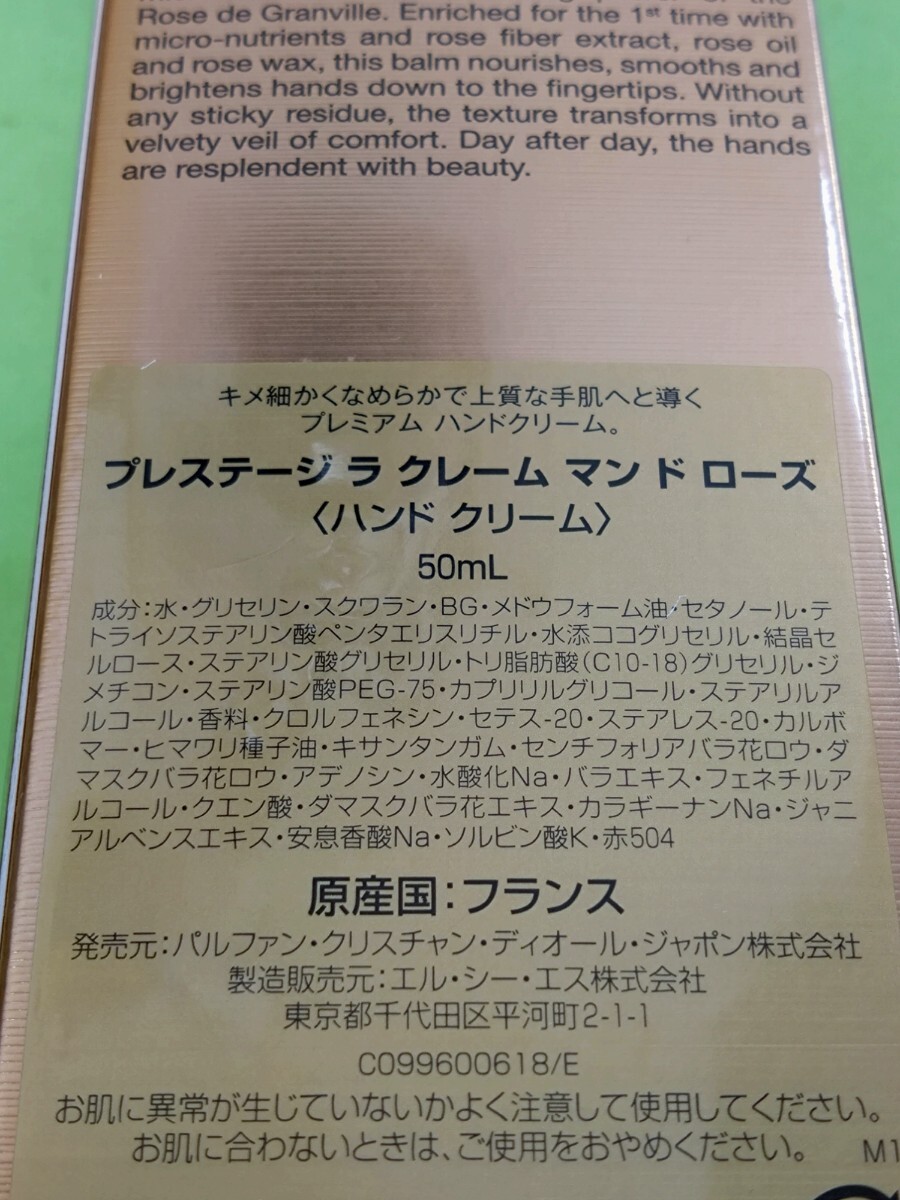 Rose de Granville. Enriched for the 1st time with
micro-nutrients and rose fiber extract, rose oil
and rose wax, this balm nourishes, smooths and
brightens hands down to the fingertips. Without
any sticky residue, the texture transforms into a
velvety veil of comfort. Day after day, the hands
are resplendent with beauty.
キメ細かくなめらかで上質な手肌へと導く
プレミアム ハンドクリーム。
プレステージ ラ クレーム マン ド ローズ
〈ハンド クリーム〉
50mL
成分:水・グリセリン・スクワラン・BG・メドウフォーム油・セタノール・テ
トライソステアリン酸ペンタエリスリチル・水添ココグリセリル・結晶セ
ルロース・ステアリン酸グリセリル・トリ脂肪酸(C10-18)グリセリル・ジ
メチコン・ステアリン酸PEG-75・カプリリルグリコール・ステアリルア
ルコール・香料・クロルフェネシン・セテス-20・ステアレス-20・カルボ
マー・ヒマワリ種子油・キサンタンガム・センチフォリアバラ花ロウ・ダ
マスクバラ花ロウ・アデノシン・水酸化Na・バラエキス・フェネチルア
ルコール・クエン酸・ダマスクバラ花エキス・カラギーナンNa・ジャニ
アルベンスエキス・安息香酸Na・ソルビン酸K・赤504
原産国:フランス
発売元:パルファン・クリスチャン・ディオール・ジャポン株式会社
製造販売元:エル・シー・エス株式会社
東京都千代田区平河町2-1-1
C099600618/E
お肌に異常が生じていないかよく注意して使用してください。
お肌に合わないときは、ご使用をおやめください。 M1